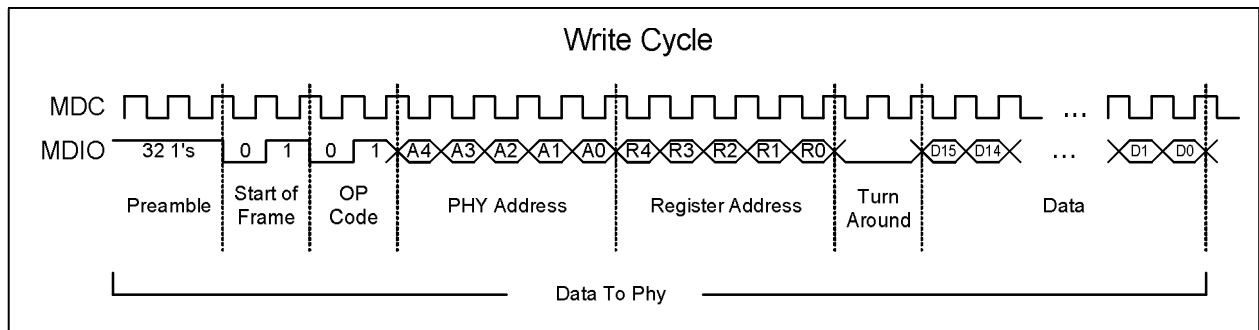 Write Cycle
MDC ...
MDIO 32 1's 0 1 0 1 A4 A3 A2 A1 A0 R4 R3 R2 R1 R0 D15 D14 ... D1 D0
Preamble Start of Frame OP Code PHY Address Register Address Turn Around Data
Data To Phy